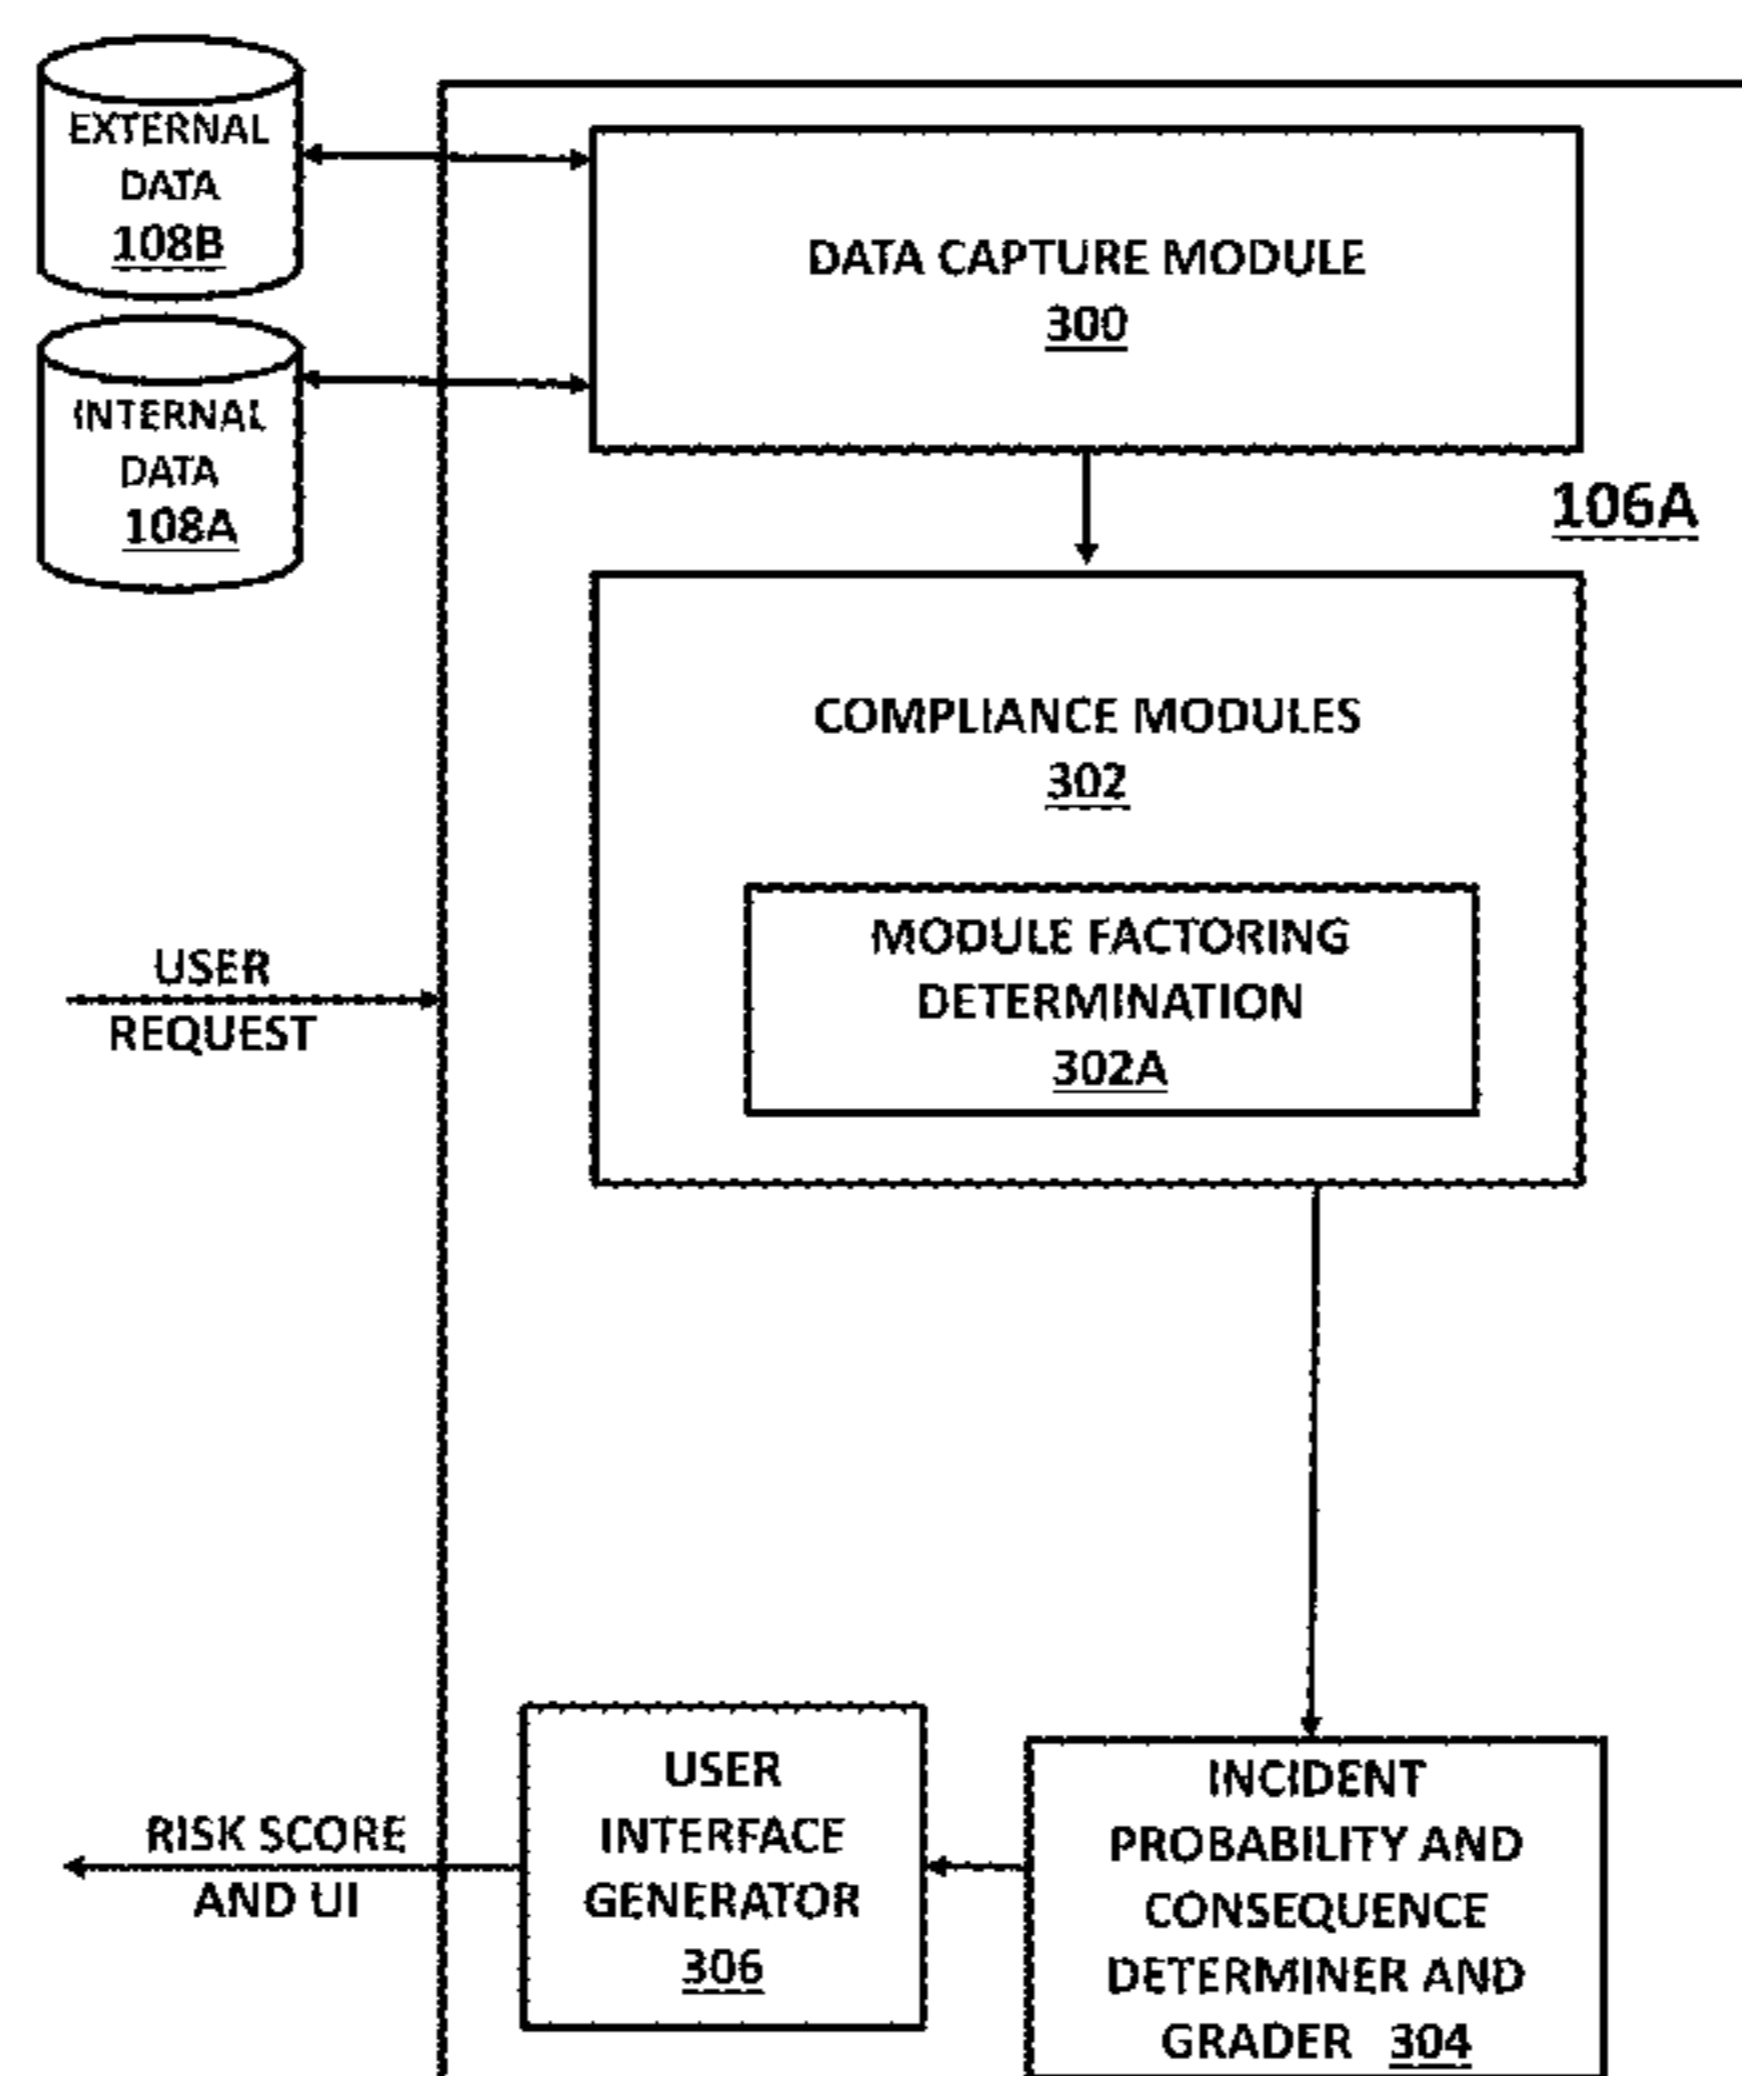 EXTERNAL
DATA
108B
INTERNAL
DATA
108A
DATA CAPTURE MODULE
300
106A
COMPLIANCE MODULES
302
MODULE FACTORING
DETERMINATION
302A
USER
REQUEST
USER
INTERFACE
GENERATOR
306
INCIDENT
PROBABILITY AND
CONSEQUENCE
DETERMINER AND
GRADER 304
RISK SCORE
AND UI